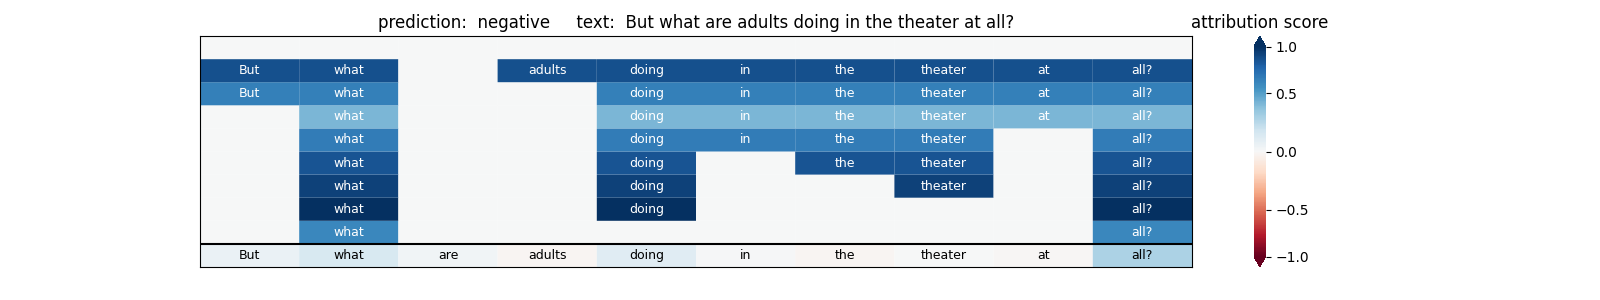 prediction: negative text: But what are adults doing in the theater at all? attribution score
But what adults doing in the theater at all?
But what doing in the theater at all?
what doing in the theater at all?
what doing in the theater all?
what doing the theater all?
what doing theater all?
what doing all?
what all?
But what are adults doing in the theater at all?
1.0
0.5
0.0
−0.5
−1.0